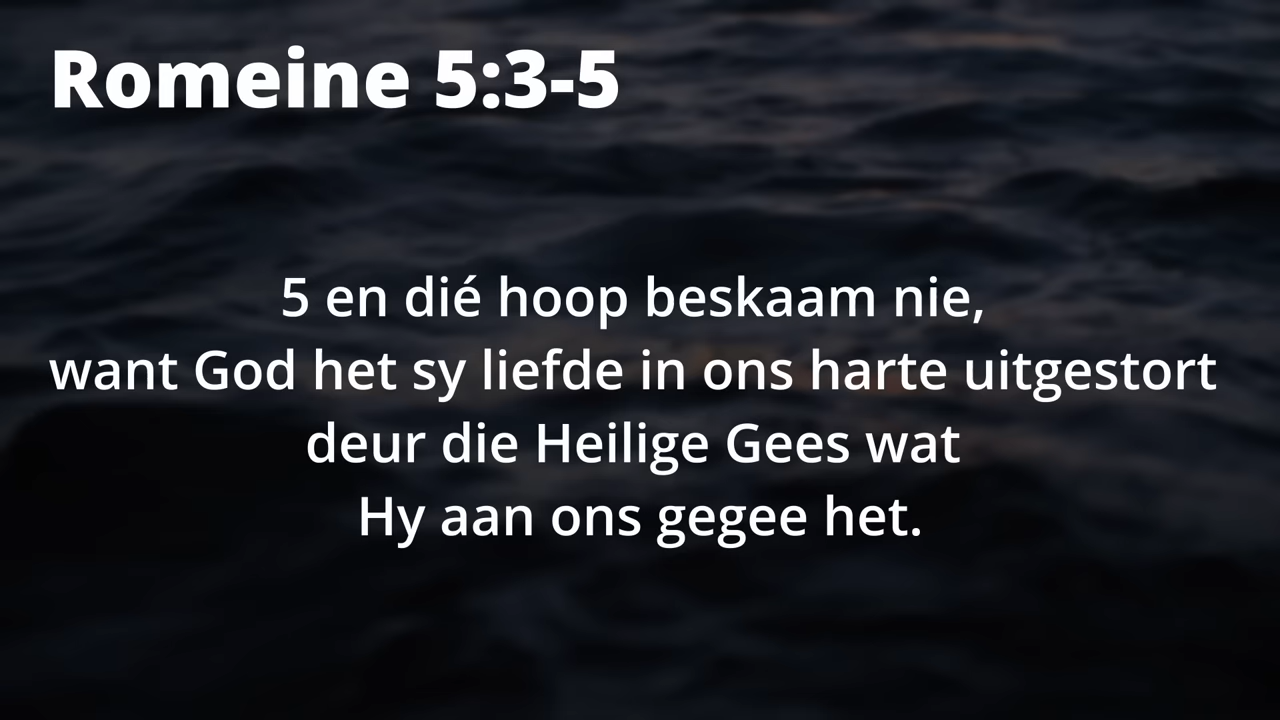 Romeine 5:3-5
5 en dié hoop beskaam nie,
want God het sy liefde in ons harte uitgestort
deur die Heilige Gees wat
Hy aan ons gegee het.